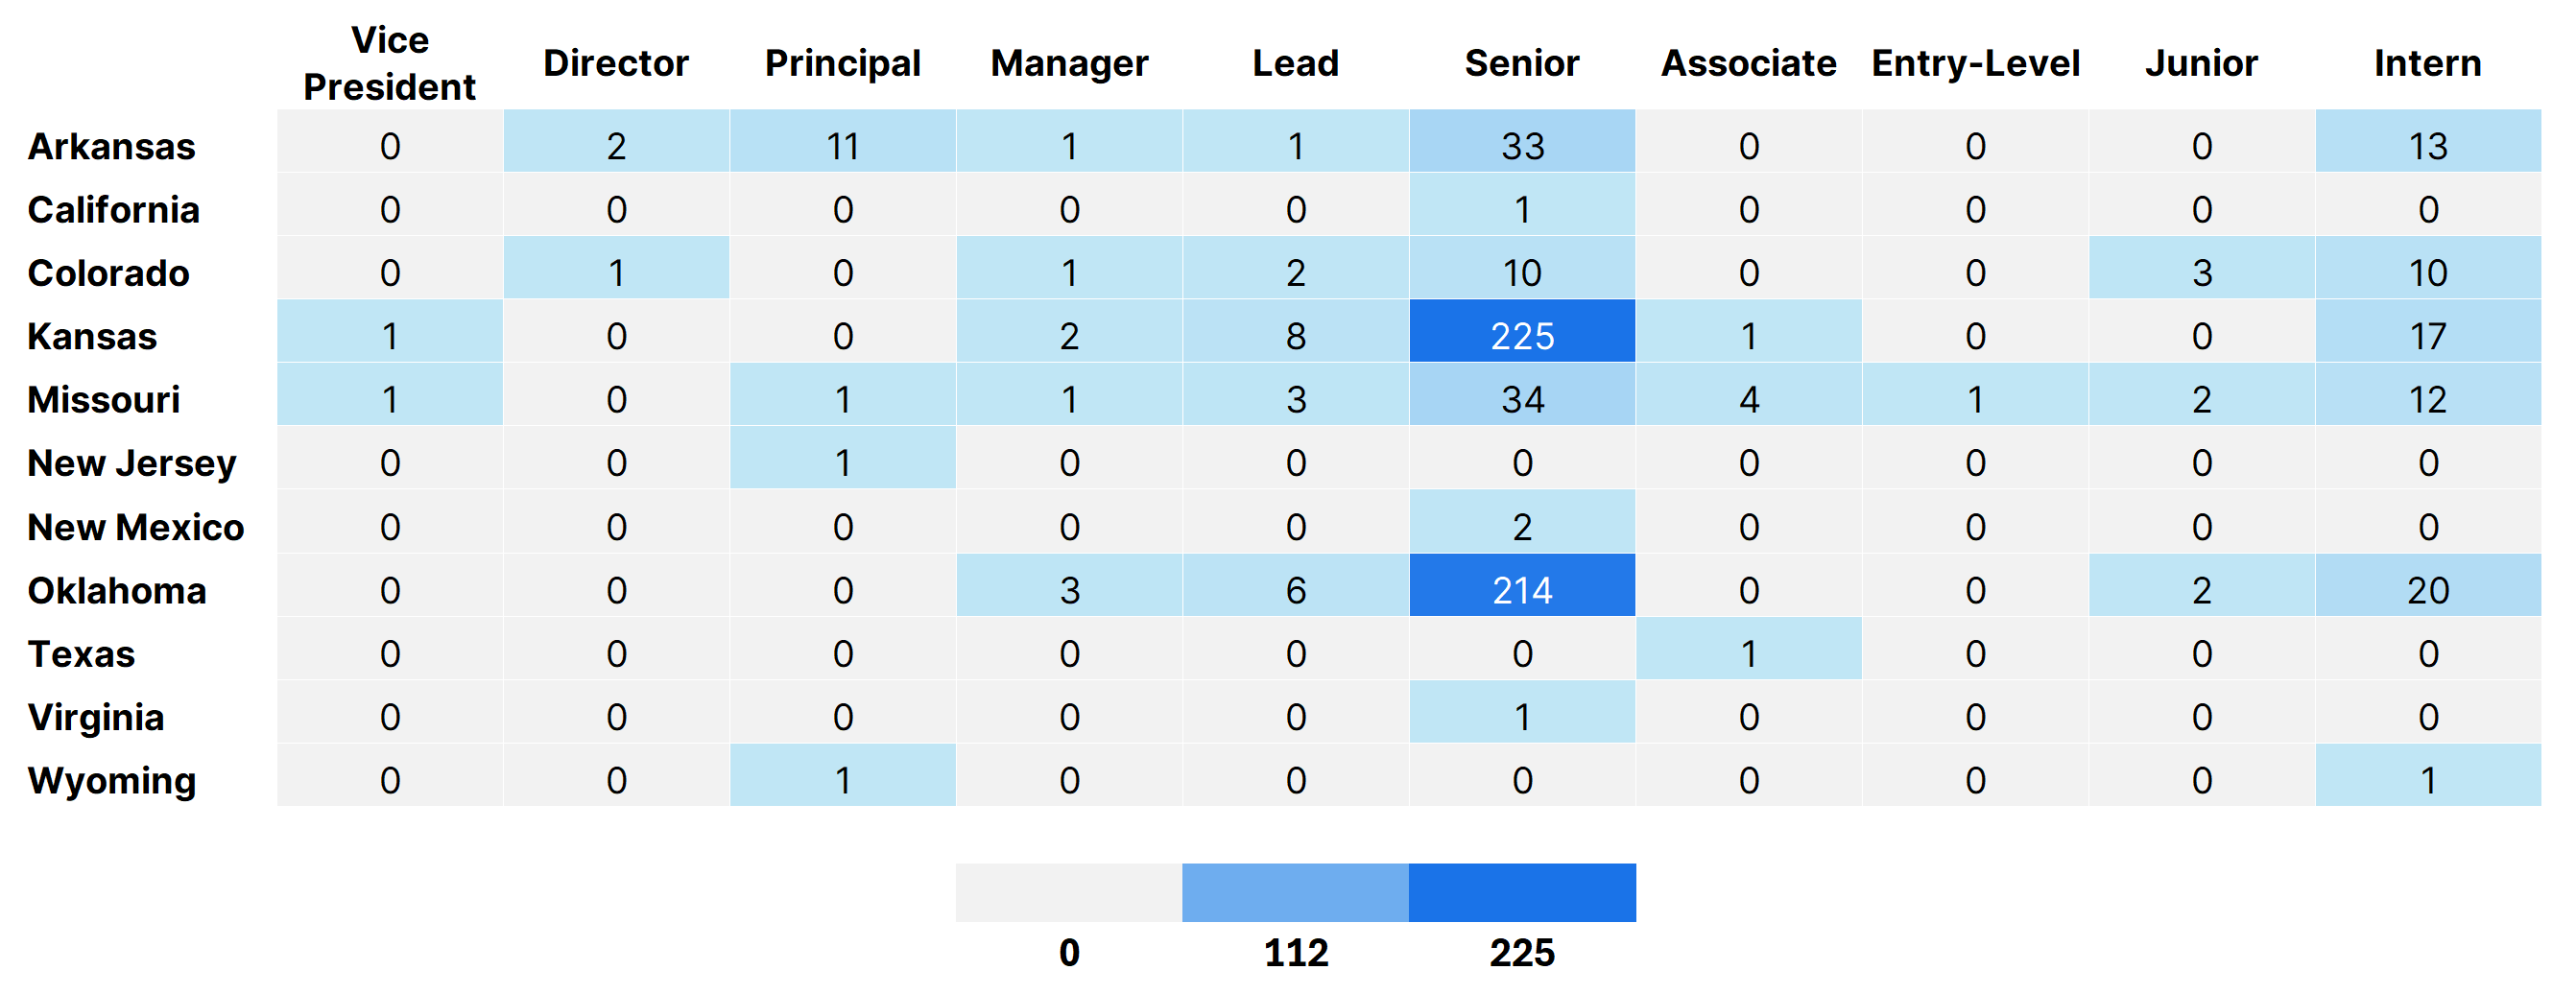 Vice President Director Principal Manager Lead Senior Associate Entry-Level Junior Intern
Arkansas 0 2 11 1 1 33 0 0 0 13
California 0 0 0 0 0 1 0 0 0 0
Colorado 0 1 0 1 2 10 0 0 3 10
Kansas 1 0 0 2 8 225 1 0 0 17
Missouri 1 0 1 1 3 34 4 1 2 12
New Jersey 0 0 1 0 0 0 0 0 0 0
New Mexico 0 0 0 0 0 2 0 0 0 0
Oklahoma 0 0 0 3 6 214 0 0 2 20
Texas 0 0 0 0 0 0 1 0 0 0
Virginia 0 0 0 0 0 1 0 0 0 0
Wyoming 0 0 1 0 0 0 0 0 0 1
0 112 225